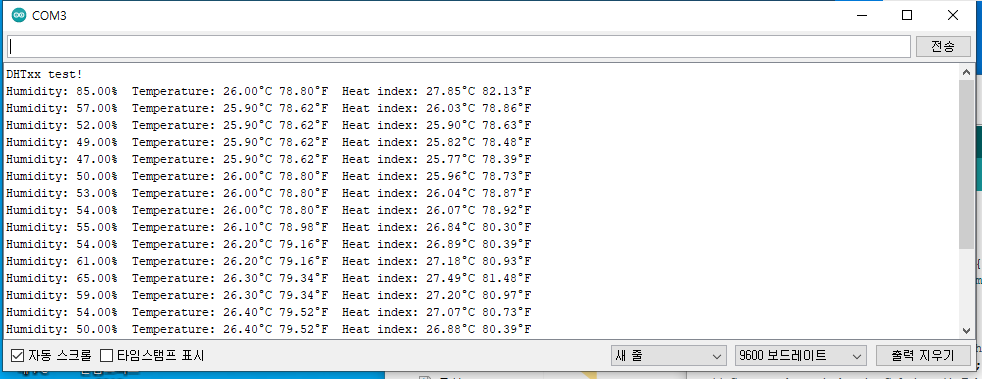 COM3
전송
DHTxx test!
Humidity: 85.00%  Temperature: 26.00°C 78.80°F  Heat index: 27.85°C 82.13°F
Humidity: 57.00%  Temperature: 25.90°C 78.62°F  Heat index: 26.03°C 78.86°F
Humidity: 52.00%  Temperature: 25.90°C 78.62°F  Heat index: 25.90°C 78.63°F
Humidity: 49.00%  Temperature: 25.90°C 78.62°F  Heat index: 25.82°C 78.48°F
Humidity: 47.00%  Temperature: 25.90°C 78.62°F  Heat index: 25.77°C 78.39°F
Humidity: 50.00%  Temperature: 26.00°C 78.80°F  Heat index: 25.96°C 78.73°F
Humidity: 53.00%  Temperature: 26.00°C 78.80°F  Heat index: 26.04°C 78.87°F
Humidity: 54.00%  Temperature: 26.00°C 78.80°F  Heat index: 26.07°C 78.92°F
Humidity: 55.00%  Temperature: 26.10°C 78.98°F  Heat index: 26.84°C 80.30°F
Humidity: 54.00%  Temperature: 26.20°C 79.16°F  Heat index: 26.89°C 80.39°F
Humidity: 61.00%  Temperature: 26.20°C 79.16°F  Heat index: 27.18°C 80.93°F
Humidity: 65.00%  Temperature: 26.30°C 79.34°F  Heat index: 27.49°C 81.48°F
Humidity: 59.00%  Temperature: 26.30°C 79.34°F  Heat index: 27.20°C 80.97°F
Humidity: 54.00%  Temperature: 26.40°C 79.52°F  Heat index: 27.07°C 80.73°F
Humidity: 50.00%  Temperature: 26.40°C 79.52°F  Heat index: 26.88°C 80.39°F
자동 스크롤 타임스탬프 표시 새 줄 9600 보드레이트 출력 지우기